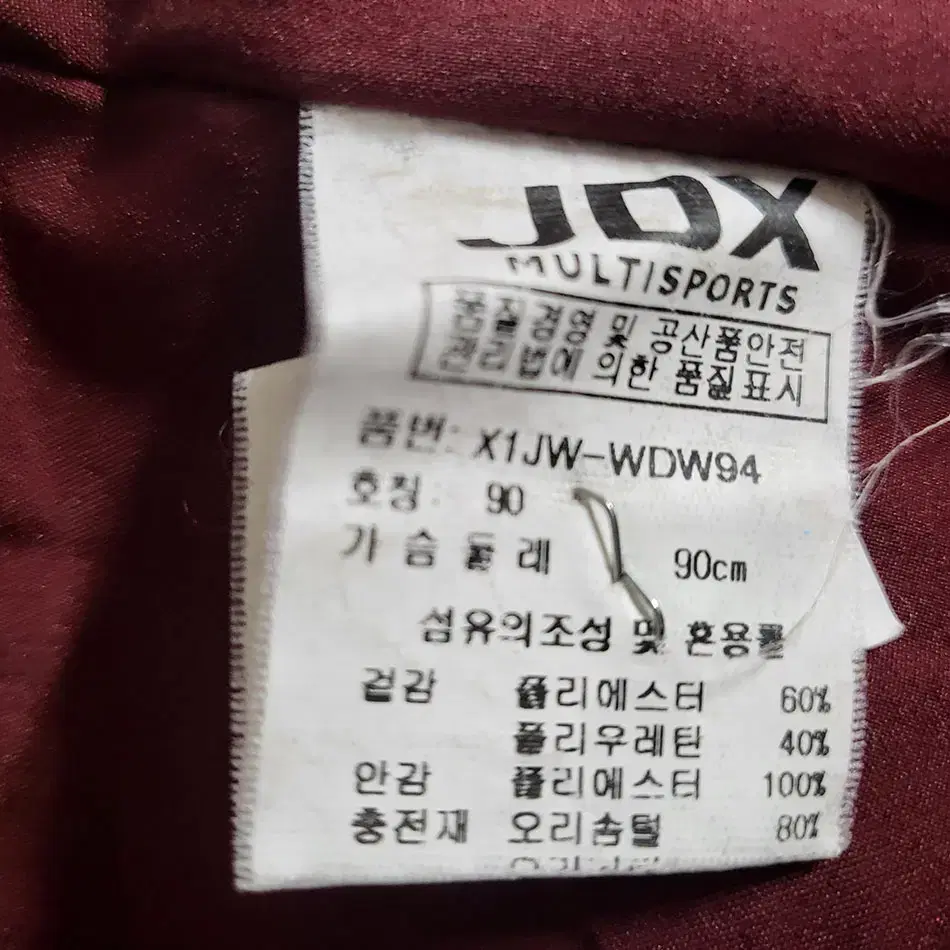 JDX
MULTISPORTS
품질경영 및 공산품안전
관리법에 의한 품질표시
품번: X1JW-WDW94
호칭: 90
가 슴 둘 레 90cm
섬유의조성 및 혼용률
겉감 폴리에스터 60%
폴리우레탄 40%
안감 폴리에스터 100%
충전재 오리솜털 80%